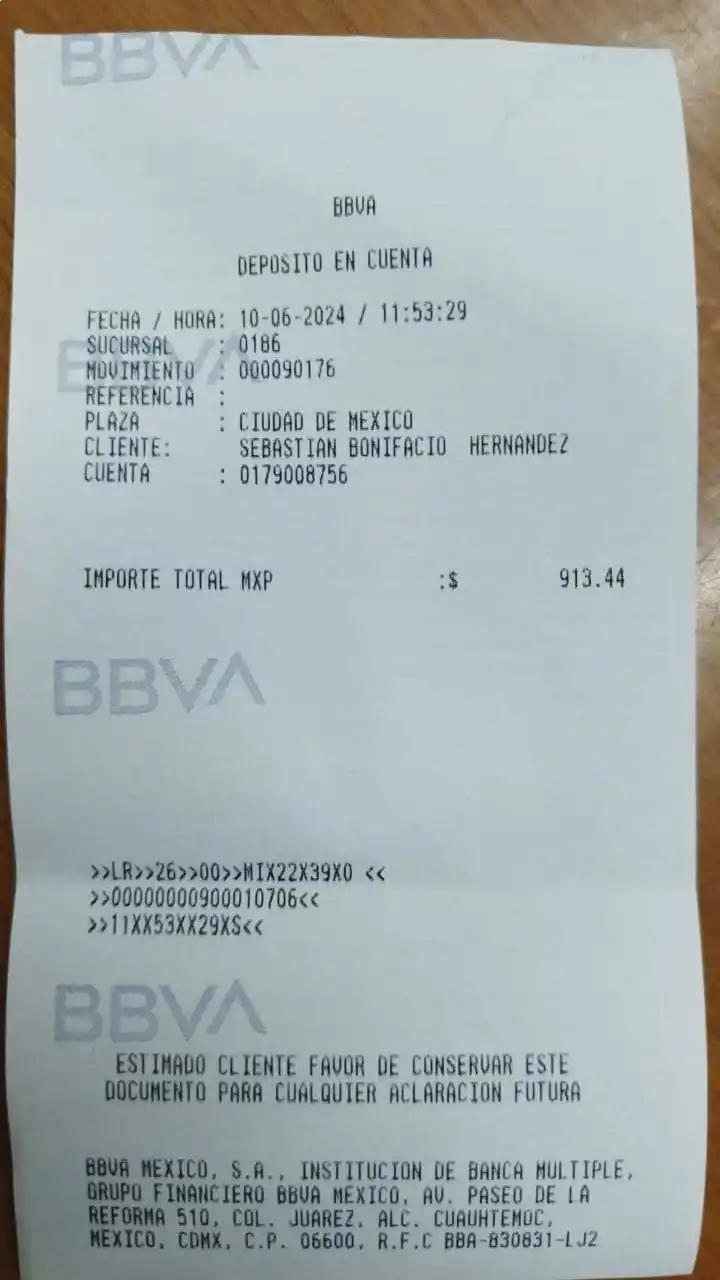 BBVA
BBVA
DEPOSITO EN CUENTA
FECHA / HORA: 10-06-2024 / 11:53:29
SUCURSAL : 0186
BBVA
MOVIMIENTO : 000090176
REFERENCIA :
PLAZA : CIUDAD DE MEXICO
CLIENTE: SEBASTIAN BONIFACIO HERNANDEZ
CUENTA : 0179008756
IMPORTE TOTAL MXP :$ 913.44
BBVA
>>LR>>26>>00>>MIX22X39X0 <<
>>00000000900010706<<
>>11XX53XX29XS<<
BBVA
ESTIMADO CLIENTE FAVOR DE CONSERVAR ESTE
DOCUMENTO PARA CUALQUIER ACLARACION FUTURA
BBVA MEXICO, S.A., INSTITUCION DE BANCA MULTIPLE,
GRUPO FINANCIERO BBVA MEXICO, AV. PASEO DE LA
REFORMA 510, COL. JUAREZ, ALC. CUAUHTEMOC,
MEXICO, CDMX, C.P. 06600, R.F.C BBA-830831-LJ2